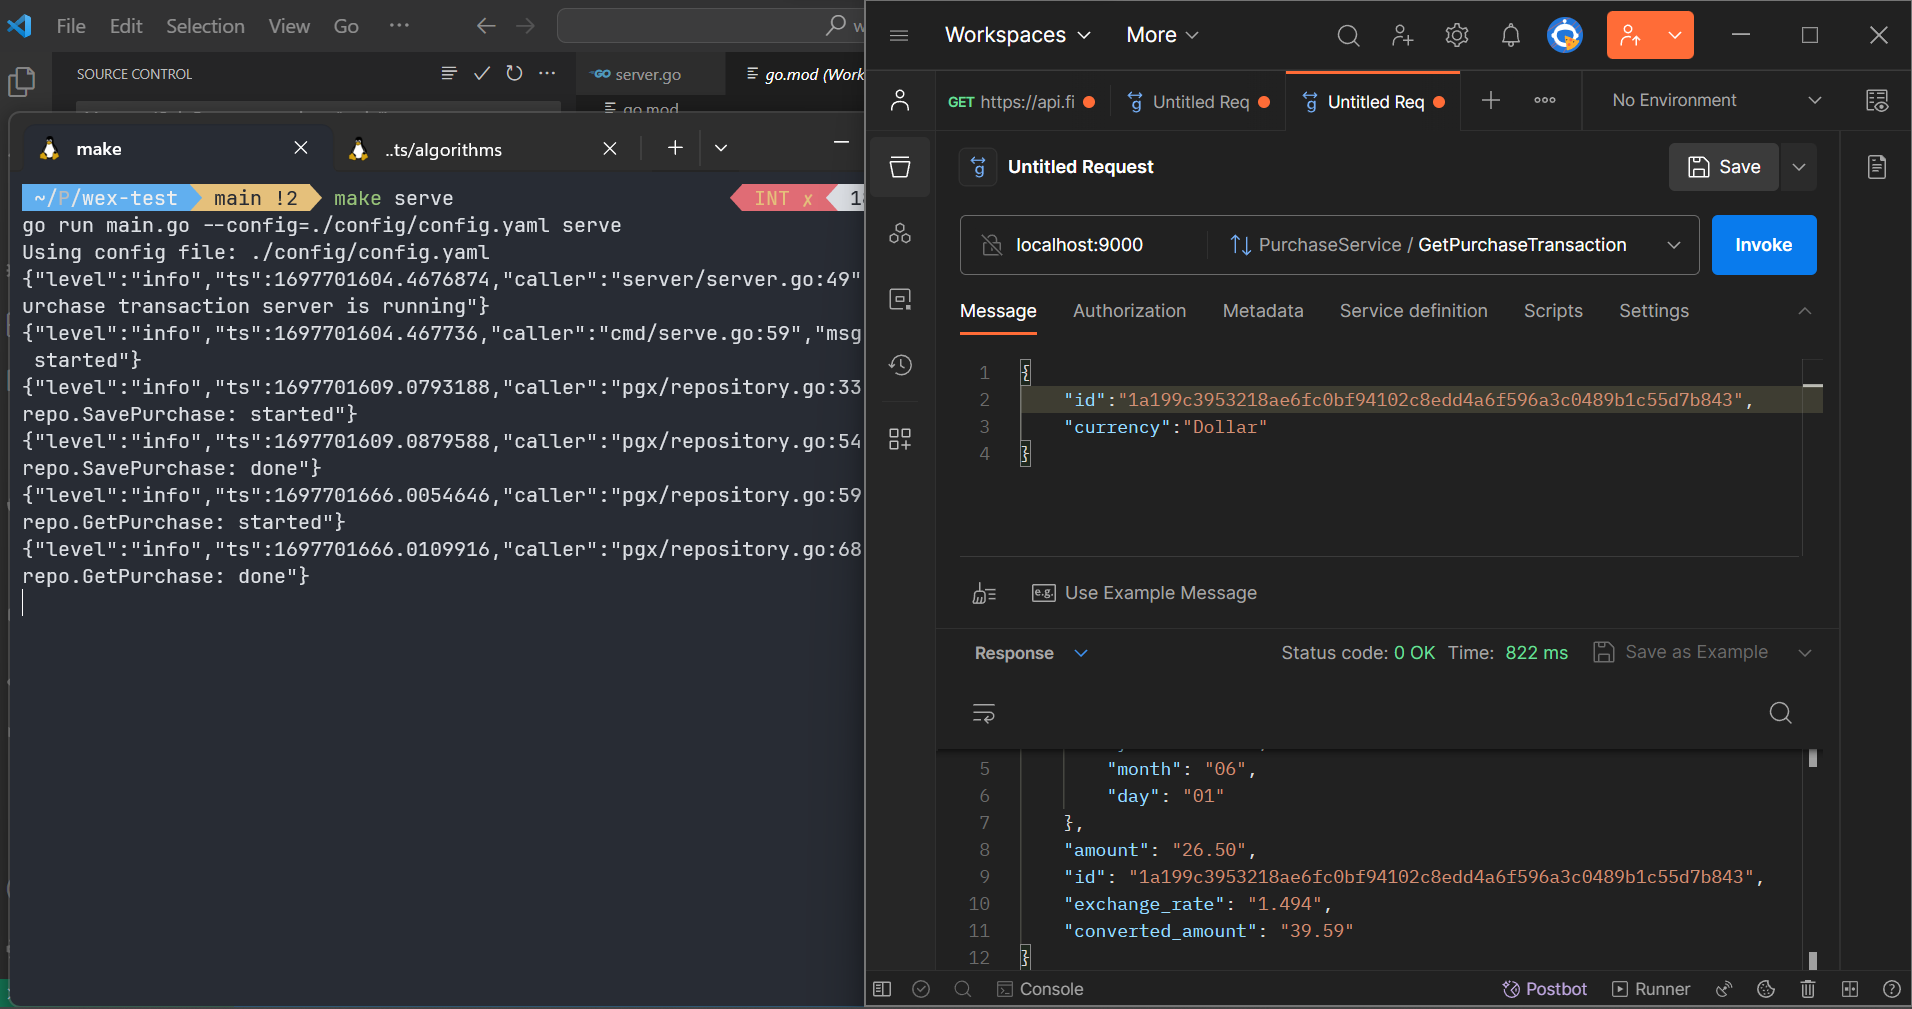 File Edit Selection View Go ···
SOURCE CONTROL
server.go
go.mod (Work
go.mod
make
..ts/algorithms
~/P/wex-test main !2 make serve INT ✗
go run main.go --config=./config/config.yaml serve
Using config file: ./config/config.yaml
{"level":"info","ts":1697701604.4676874,"caller":"server/server.go:49"
urchase transaction server is running"}
{"level":"info","ts":1697701604.467736,"caller":"cmd/serve.go:59","msg
started"}
{"level":"info","ts":1697701609.0793188,"caller":"pgx/repository.go:33
repo.SavePurchase: started"}
{"level":"info","ts":1697701609.0879588,"caller":"pgx/repository.go:54
repo.SavePurchase: done"}
{"level":"info","ts":1697701666.0054646,"caller":"pgx/repository.go:59
repo.GetPurchase: started"}
{"level":"info","ts":1697701666.0109916,"caller":"pgx/repository.go:68
repo.GetPurchase: done"}
Workspaces More
GET https://api.fi
Untitled Req
Untitled Req
No Environment
Untitled Request
Save
localhost:9000
PurchaseService / GetPurchaseTransaction
Invoke
Message Authorization Metadata Service definition Scripts Settings
1 {
2 "id":"1a199c3953218ae6fc0bf94102c8edd4a6f596a3c0489b1c55d7b843",
3 "currency":"Dollar"
4 }
e.g. Use Example Message
Response
Status code: 0 OK Time: 822 ms
Save as Example
5 "month": "06",
6 "day": "01"
7 },
8 "amount": "26.50",
9 "id": "1a199c3953218ae6fc0bf94102c8edd4a6f596a3c0489b1c55d7b843",
10 "exchange_rate": "1.494",
11 "converted_amount": "39.59"
12 }
Console
Postbot
Runner